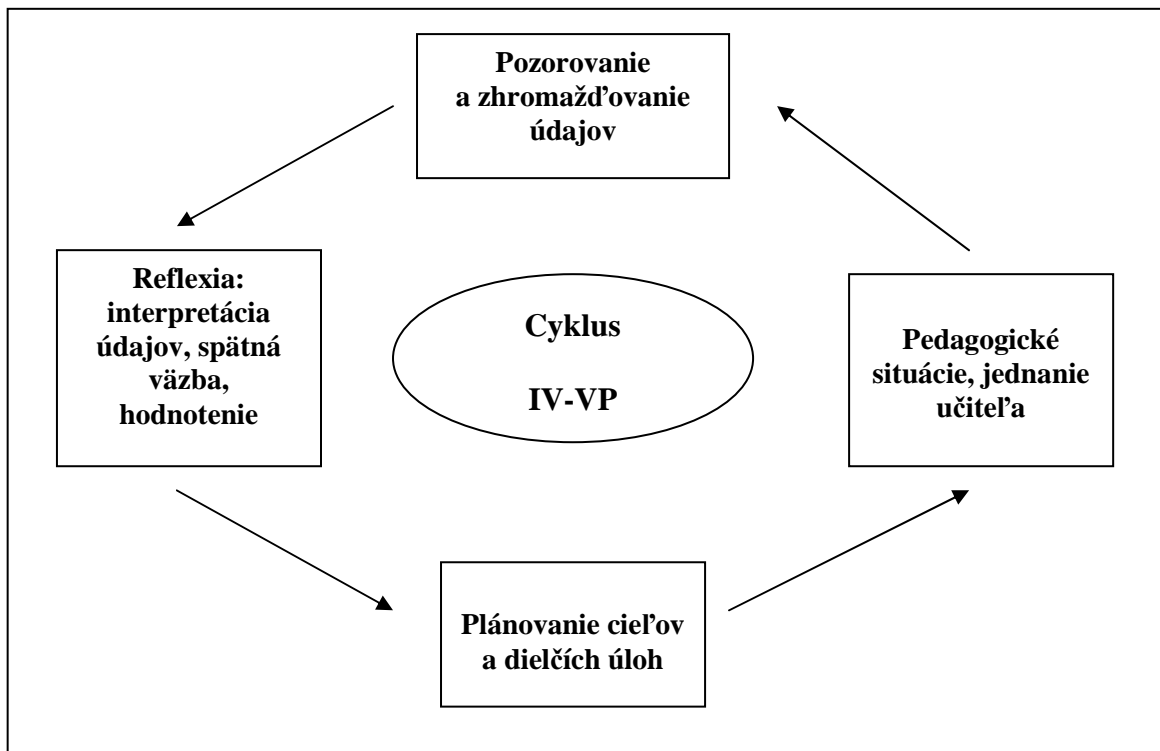 Pozorovanie
a zhromažďovanie
údajov
Reflexia:
interpretácia
údajov, spätná
väzba,
hodnotenie
Cyklus
IV-VP
Pedagogické
situácie, jednanie
učiteľa
Plánovanie cieľov
a dielčích úloh